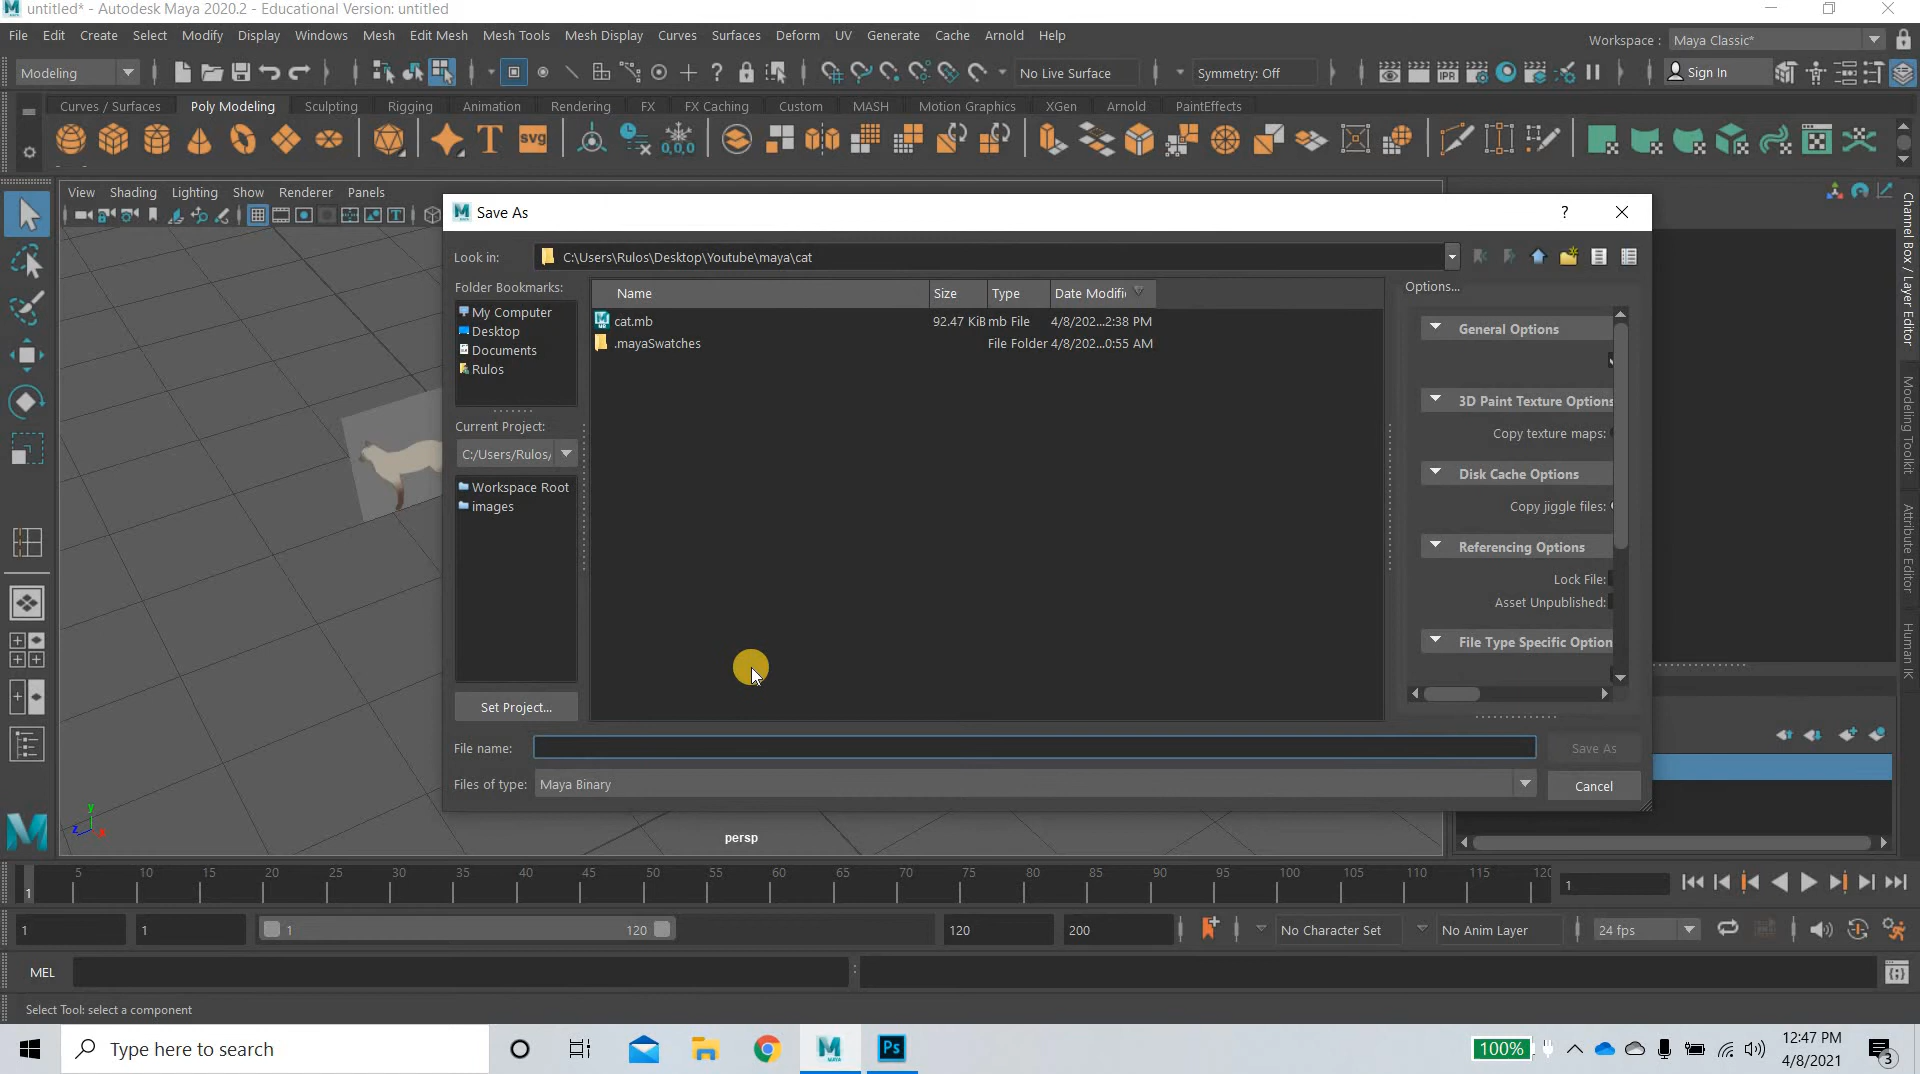 untitled* - Autodesk Maya 2020.2 - Educational Version: untitled
File Edit Create Select Modify Display Windows Mesh Edit Mesh Mesh Tools Mesh Display Curves Surfaces Deform UV Generate Cache Arnold Help
Workspace : Maya Classic*
Modeling
No Live Surface
Symmetry: Off
Sign In
Curves / Surfaces Poly Modeling Sculpting Rigging Animation Rendering FX FX Caching Custom MASH Motion Graphics XGen Arnold PaintEffects
View Shading Lighting Show Renderer Panels
Save As
?
Look in: C:\Users\Rulos\Desktop\Youtube\maya\cat
Folder Bookmarks:
My Computer
Desktop
Documents
Rulos
Current Project:
C:/Users/Rulos/
Workspace Root
images
Set Project...
Name Size Type Date Modifi
cat.mb 92.47 KiB mb File 4/8/202...2:38 PM
.mayaSwatches File Folder 4/8/202...0:55 AM
Options...
General Options
3D Paint Texture Options
Copy texture maps:
Disk Cache Options
Copy jiggle files:
Referencing Options
Lock File:
Asset Unpublished:
File Type Specific Option
File name:
Save As
Files of type: Maya Binary
Cancel
Channel Box / Layer Editor
Modeling Toolkit
Attribute Editor
Human IK
persp
y
z
x
5 10 15 20 25 30 35 40 45 50 55 60 65 70 75 80 85 90 95 100 105 110 115 120
1
1
1 1 1 120 120 200 No Character Set No Anim Layer 24 fps
MEL
Select Tool: select a component
Type here to search
100%
12:47 PM
4/8/2021
3